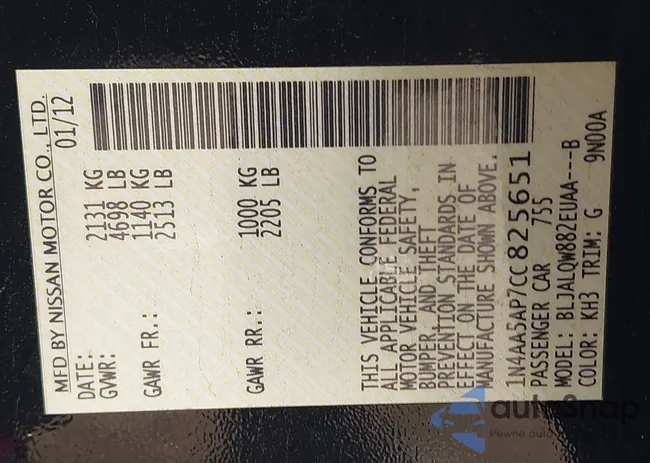 MFD BY NISSAN MOTOR CO., LTD.
DATE: 01/12
GVWR: 2131 KG
4698 LB
GAWR FR.: 1140 KG
2513 LB
GAWR RR.: 1000 KG
2205 LB
THIS VEHICLE CONFORMS TO
ALL APPLICABLE FEDERAL
MOTOR VEHICLE SAFETY,
BUMPER, AND THEFT
PREVENTION STANDARDS IN
EFFECT ON THE DATE OF
MANUFACTURE SHOWN ABOVE.
1N4AA5AP7CC825651
PASSENGER CAR 755
MODEL: BLJALQW882EUAA---B
COLOR: KH3 TRIM: G 9N00A
autoSnap
Pewne auta